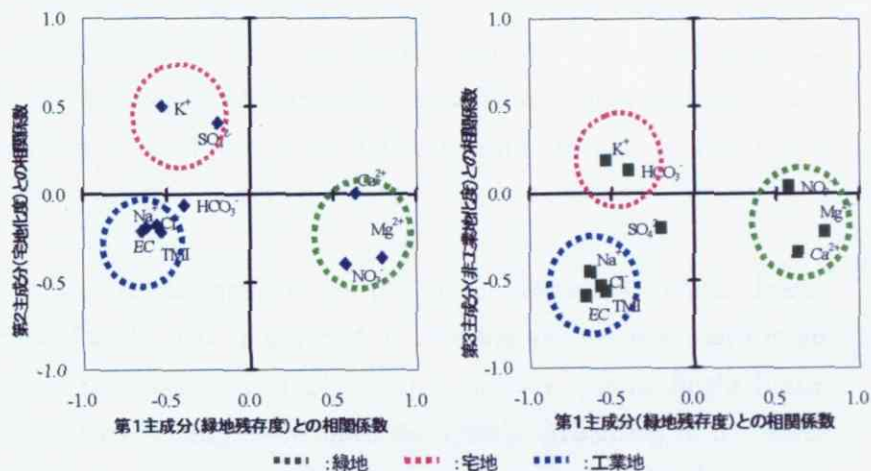 1.0
0.5
0.0
-0.5
-1.0
-1.0 -0.5 0.0 0.5 1.0
第2主成分(宅地化度)との相関係数
第1主成分(緑地残存度)との相関係数
K⁺
SO₄²⁻
HCO₃⁻
Na⁺
Cl⁻
EC
TMI
Ca²⁺
Mg²⁺
NO₃⁻
1.0
0.5
0.0
-0.5
-1.0
-1.0 -0.5 0.0 0.5 1.0
第3主成分(非工業地化度)との相関係数
第1主成分(緑地残存度)との相関係数
K⁺
HCO₃⁻
SO₄²⁻
Na⁺
Cl⁻
TMI
EC
NO₃⁻
Mg²⁺
Ca²⁺
:緑地 :宅地 :工業地